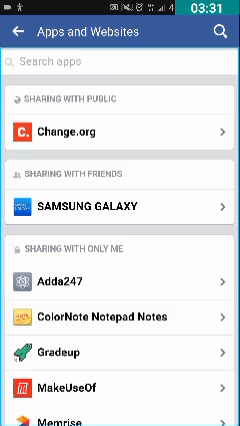 4 03:31
Apps and Websites
Search apps
SHARING WITH PUBLIC
Change.org
SHARING WITH FRIENDS
SAMSUNG GALAXY
SHARING WITH ONLY ME
Adda247
ColorNote Notepad Notes
Gradeup
MakeUseOf
Memrise